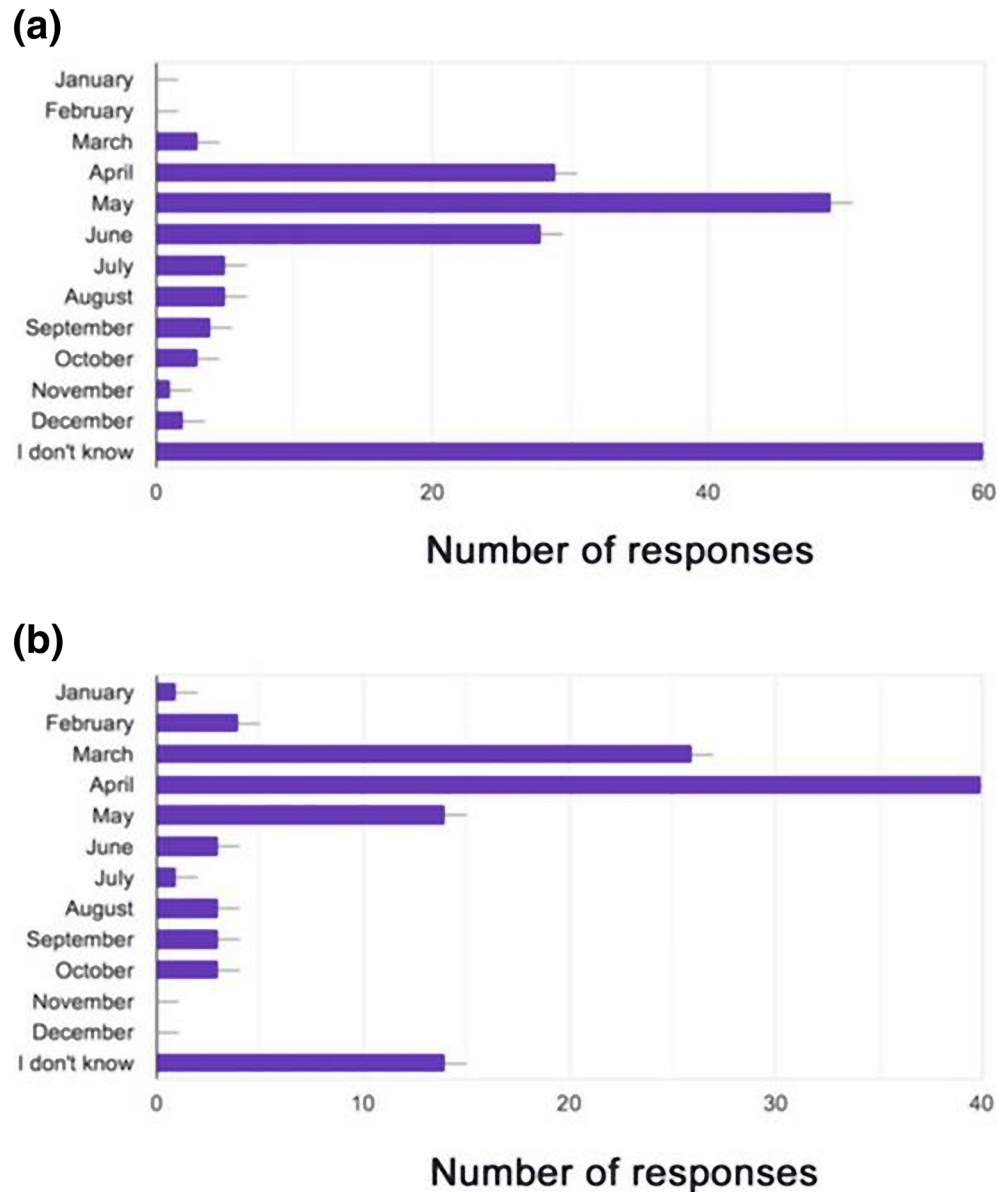 (a)
January
February
March
April
May
June
July
August
September
October
November
December
I don't know
0 20 40 60
Number of responses
(b)
January
February
March
April
May
June
July
August
September
October
November
December
I don't know
0 10 20 30 40
Number of responses